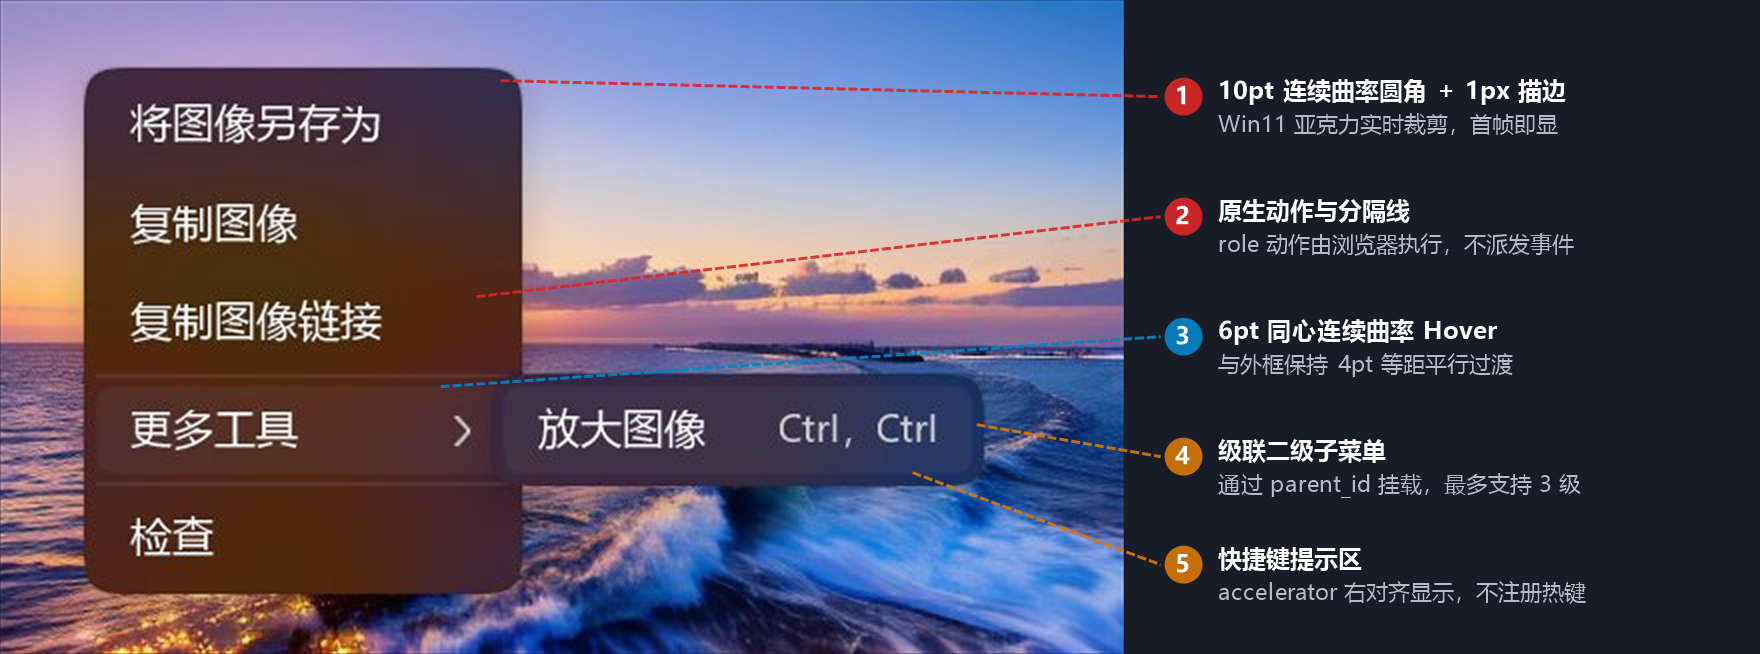 将图像另存为
复制图像
复制图像链接
更多工具
放大图像 Ctrl，Ctrl
检查
1 10pt 连续曲率圆角 + 1px 描边
Win11 亚克力实时裁剪，首帧即显
2 原生动作与分隔线
role 动作由浏览器执行，不派发事件
3 6pt 同心连续曲率 Hover
与外框保持 4pt 等距平行过渡
4 级联二级子菜单
通过 parent_id 挂载，最多支持 3 级
5 快捷键提示区
accelerator 右对齐显示，不注册热键